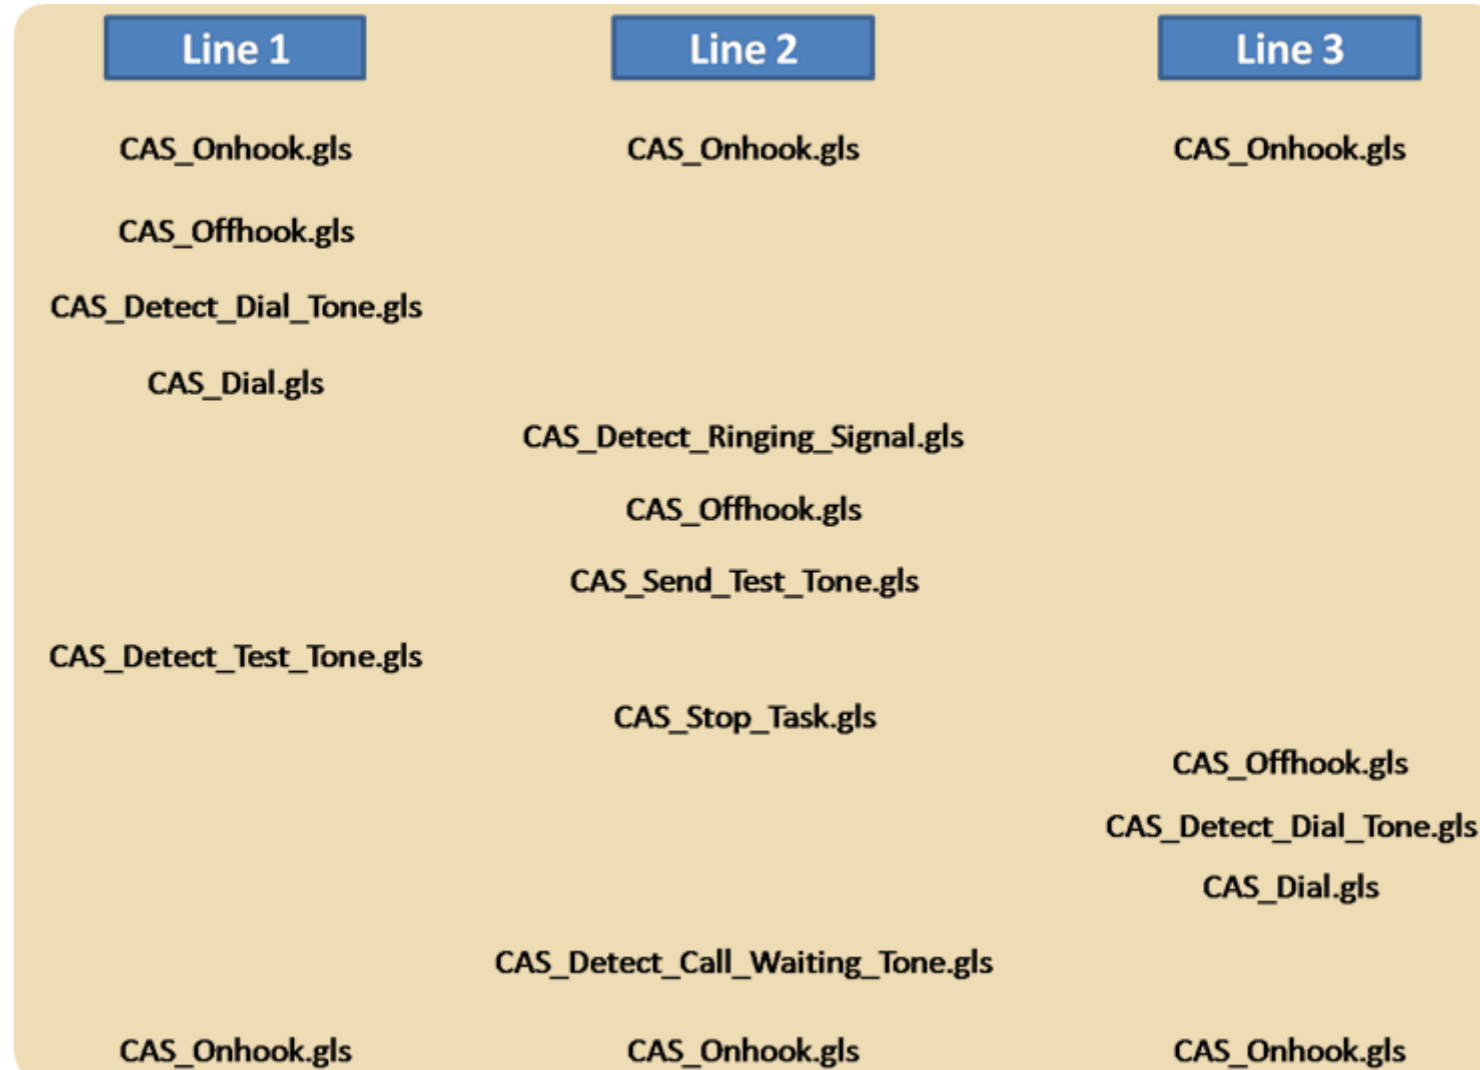 Line 1 Line 2 Line 3
CAS_Onhook.gls CAS_Onhook.gls CAS_Onhook.gls
CAS_Offhook.gls
CAS_Detect_Dial_Tone.gls
CAS_Dial.gls
CAS_Detect_Ringing_Signal.gls
CAS_Offhook.gls
CAS_Send_Test_Tone.gls
CAS_Detect_Test_Tone.gls
CAS_Stop_Task.gls
CAS_Offhook.gls
CAS_Detect_Dial_Tone.gls
CAS_Dial.gls
CAS_Detect_Call_Waiting_Tone.gls
CAS_Onhook.gls CAS_Onhook.gls CAS_Onhook.gls